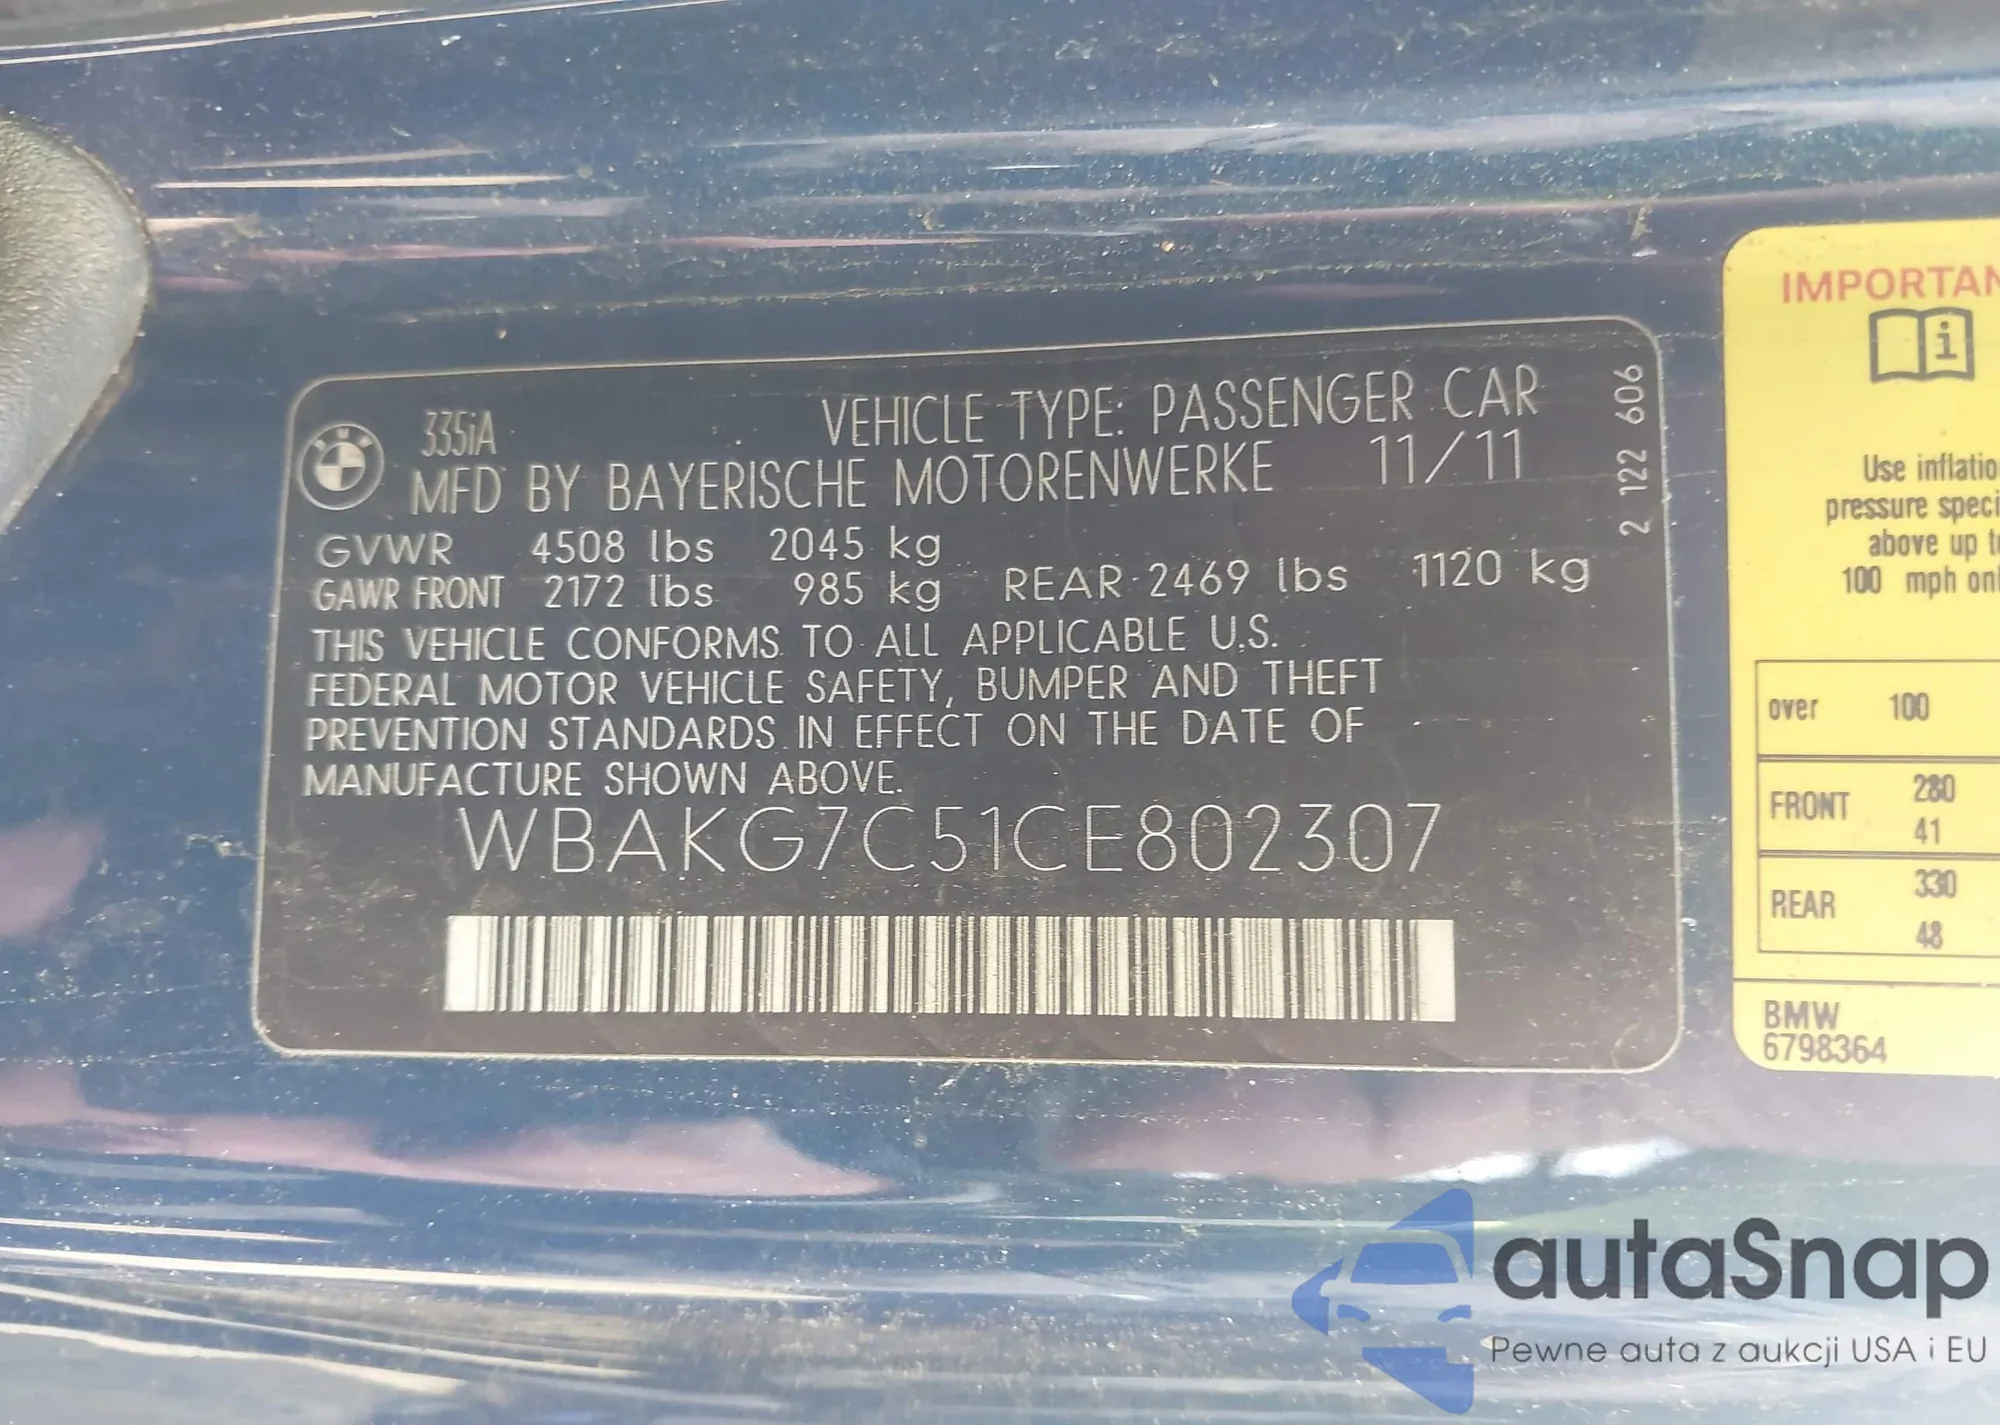 335iA
VEHICLE TYPE: PASSENGER CAR
MFD BY BAYERISCHE MOTORENWERKE 11/11
GVWR 4508 lbs 2045 kg
GAWR FRONT 2172 lbs 985 kg REAR 2469 lbs 1120 kg
THIS VEHICLE CONFORMS TO ALL APPLICABLE U.S.
FEDERAL MOTOR VEHICLE SAFETY, BUMPER AND THEFT
PREVENTION STANDARDS IN EFFECT ON THE DATE OF
MANUFACTURE SHOWN ABOVE.
WBAKG7C51CE802307
2 122 606
IMPORTAN
Use inflatio
pressure speci
above up t
100 mph onl
over 100
FRONT 280
41
REAR 330
48
BMW
6798364
autaSnap
Pewne auta z aukcji USA i EU